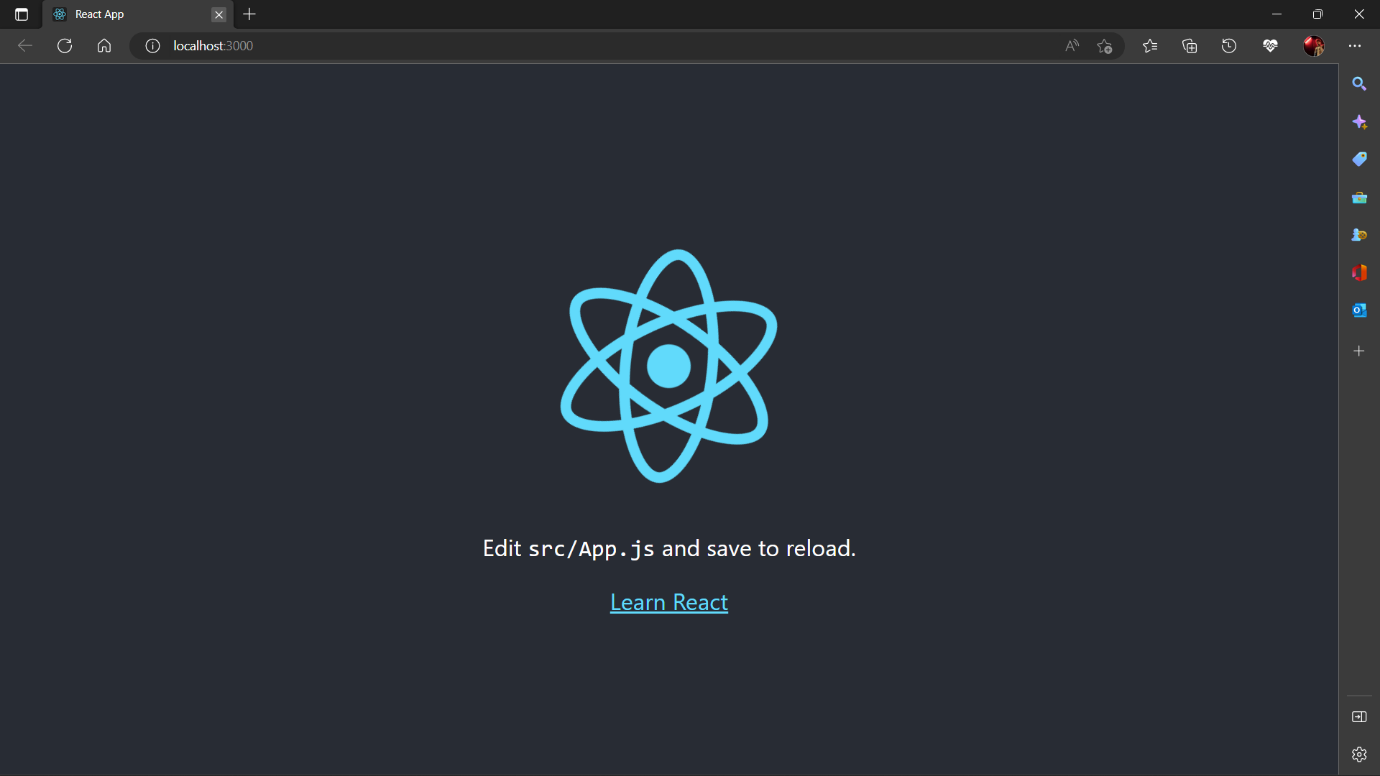 React App
localhost:3000
Edit src/App.js and save to reload.
Learn React